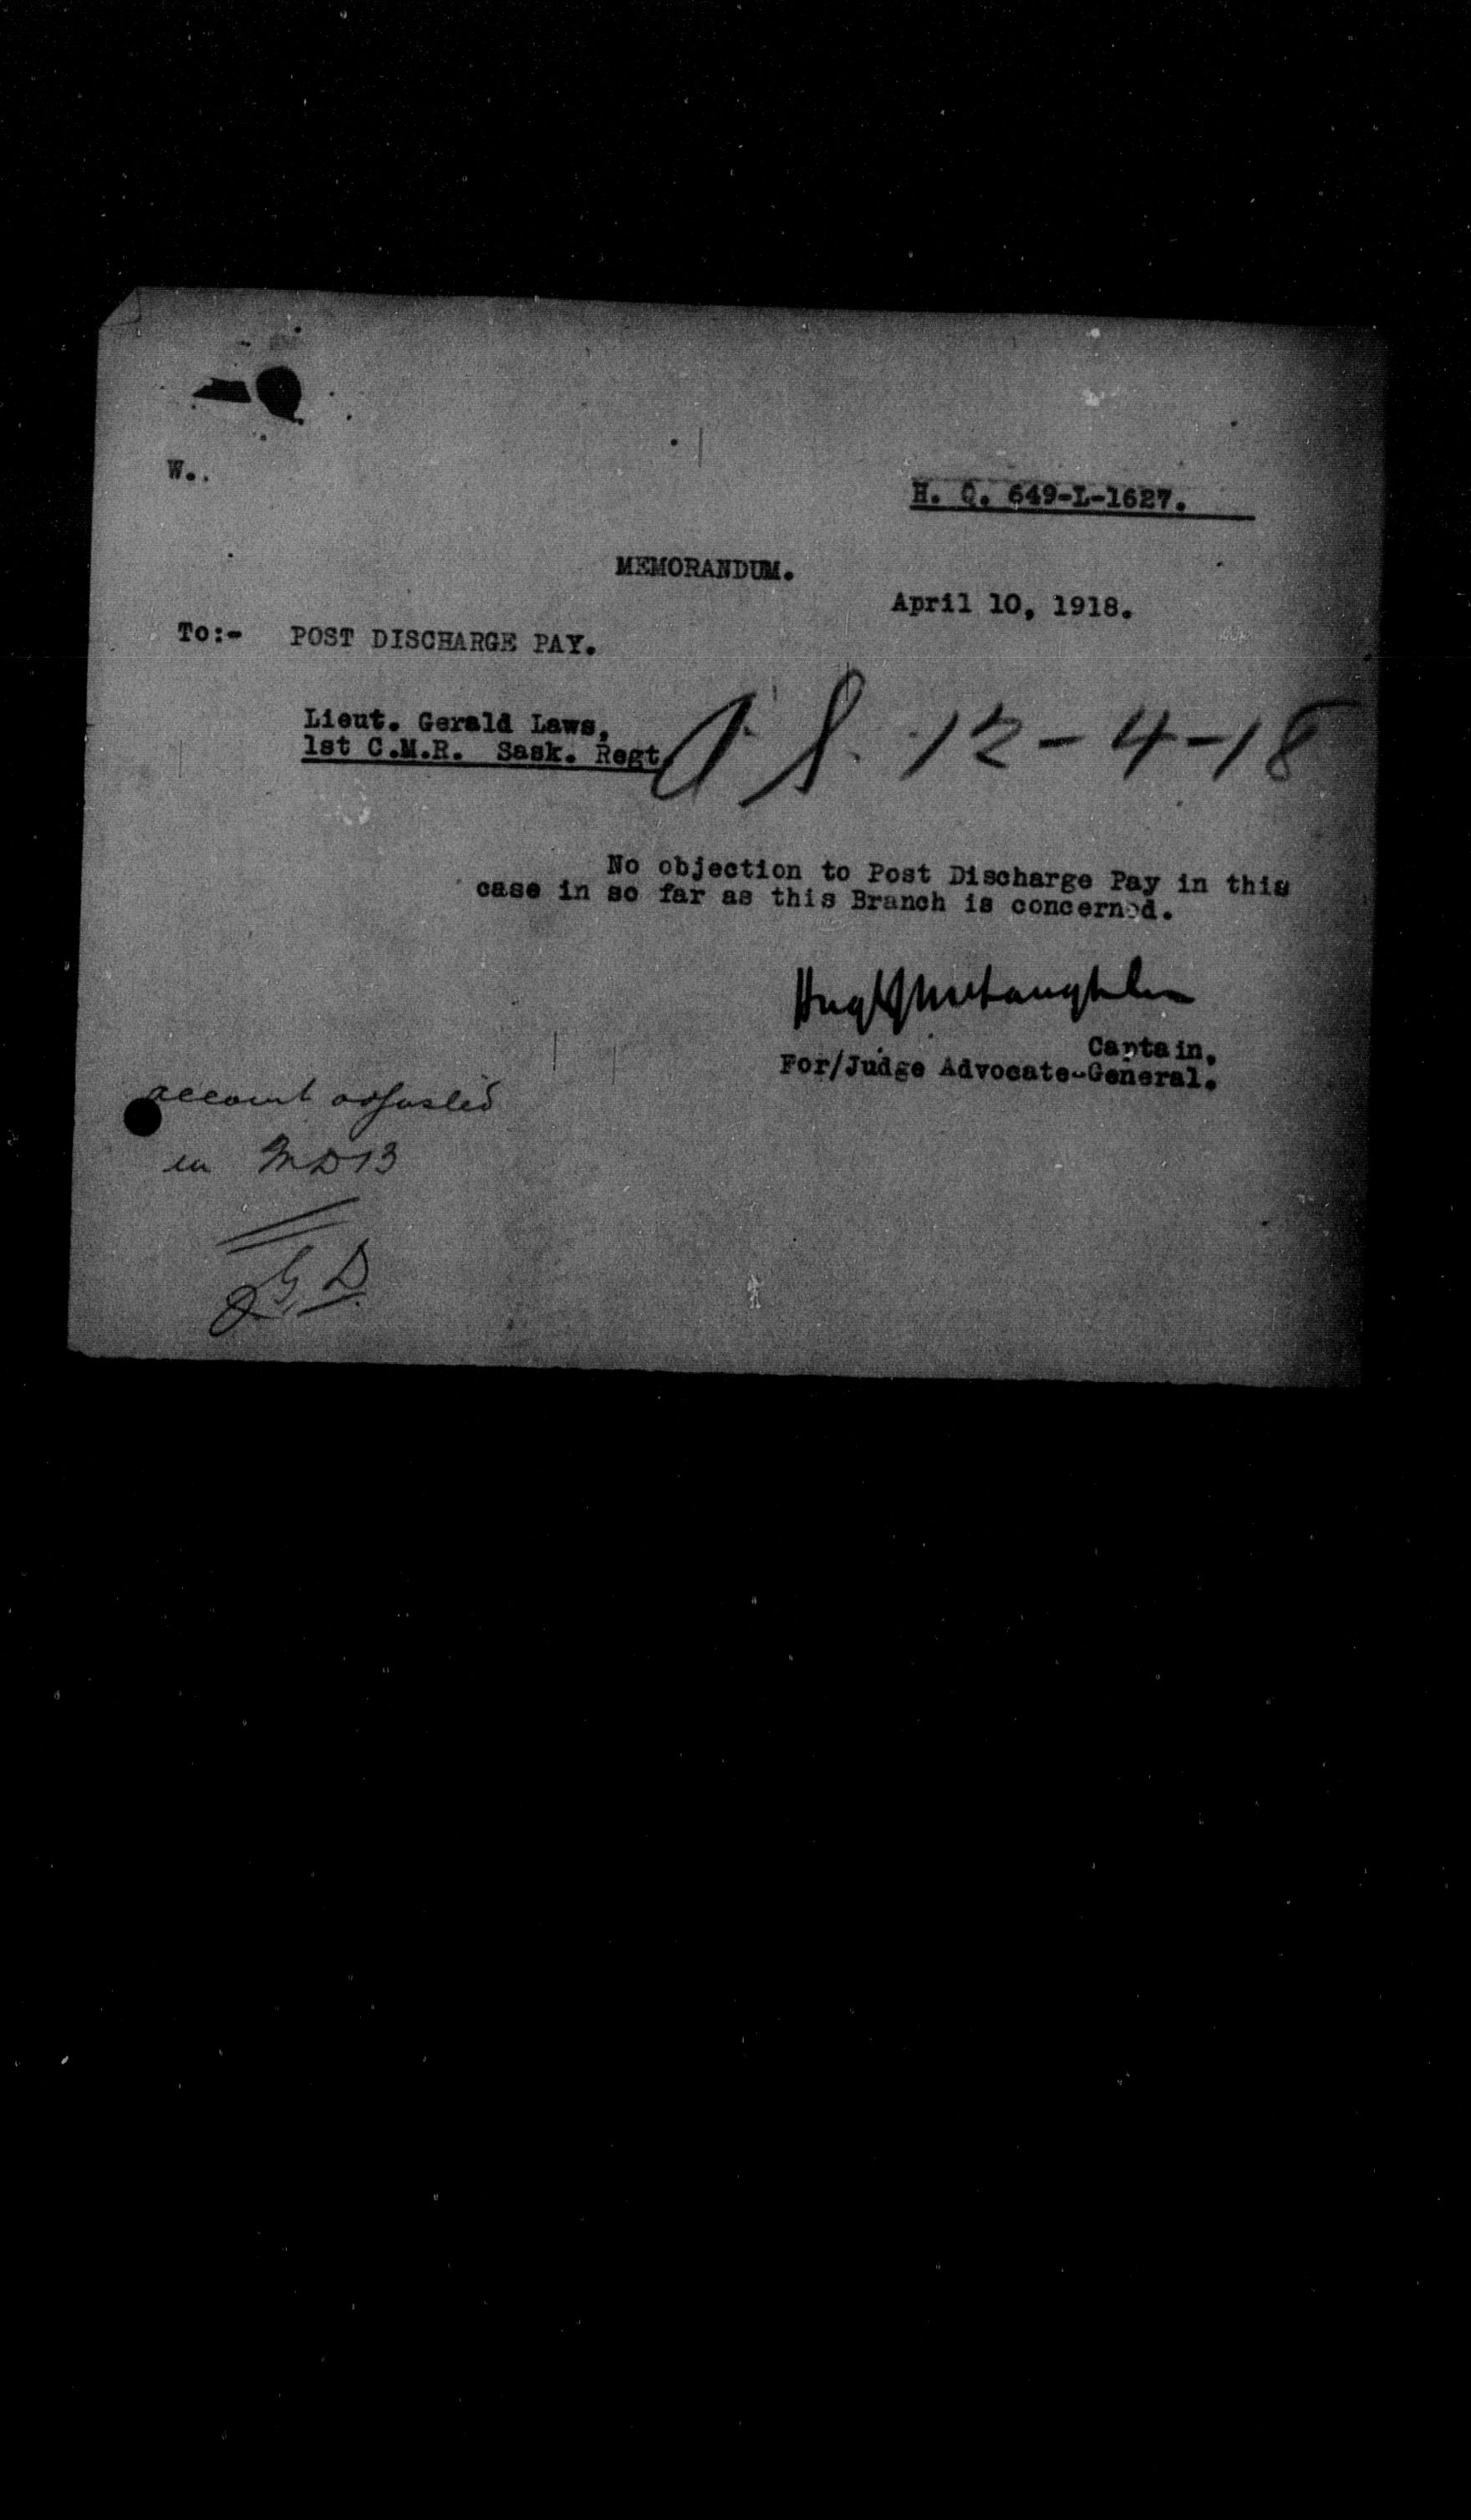 W..
H. Q. 649-L-1627.
MEMORANDUM.
April 10, 1918.
To:- POST DISCHARGE PAY.
Lieut. Gerald Laws,
1st C.M.R. Sask. Regt.
12-4-18
No objection to Post Discharge Pay in this
case in so far as this Branch is concerned.
Captain,
For/Judge Advocate-General.
account adjusted
in MD13